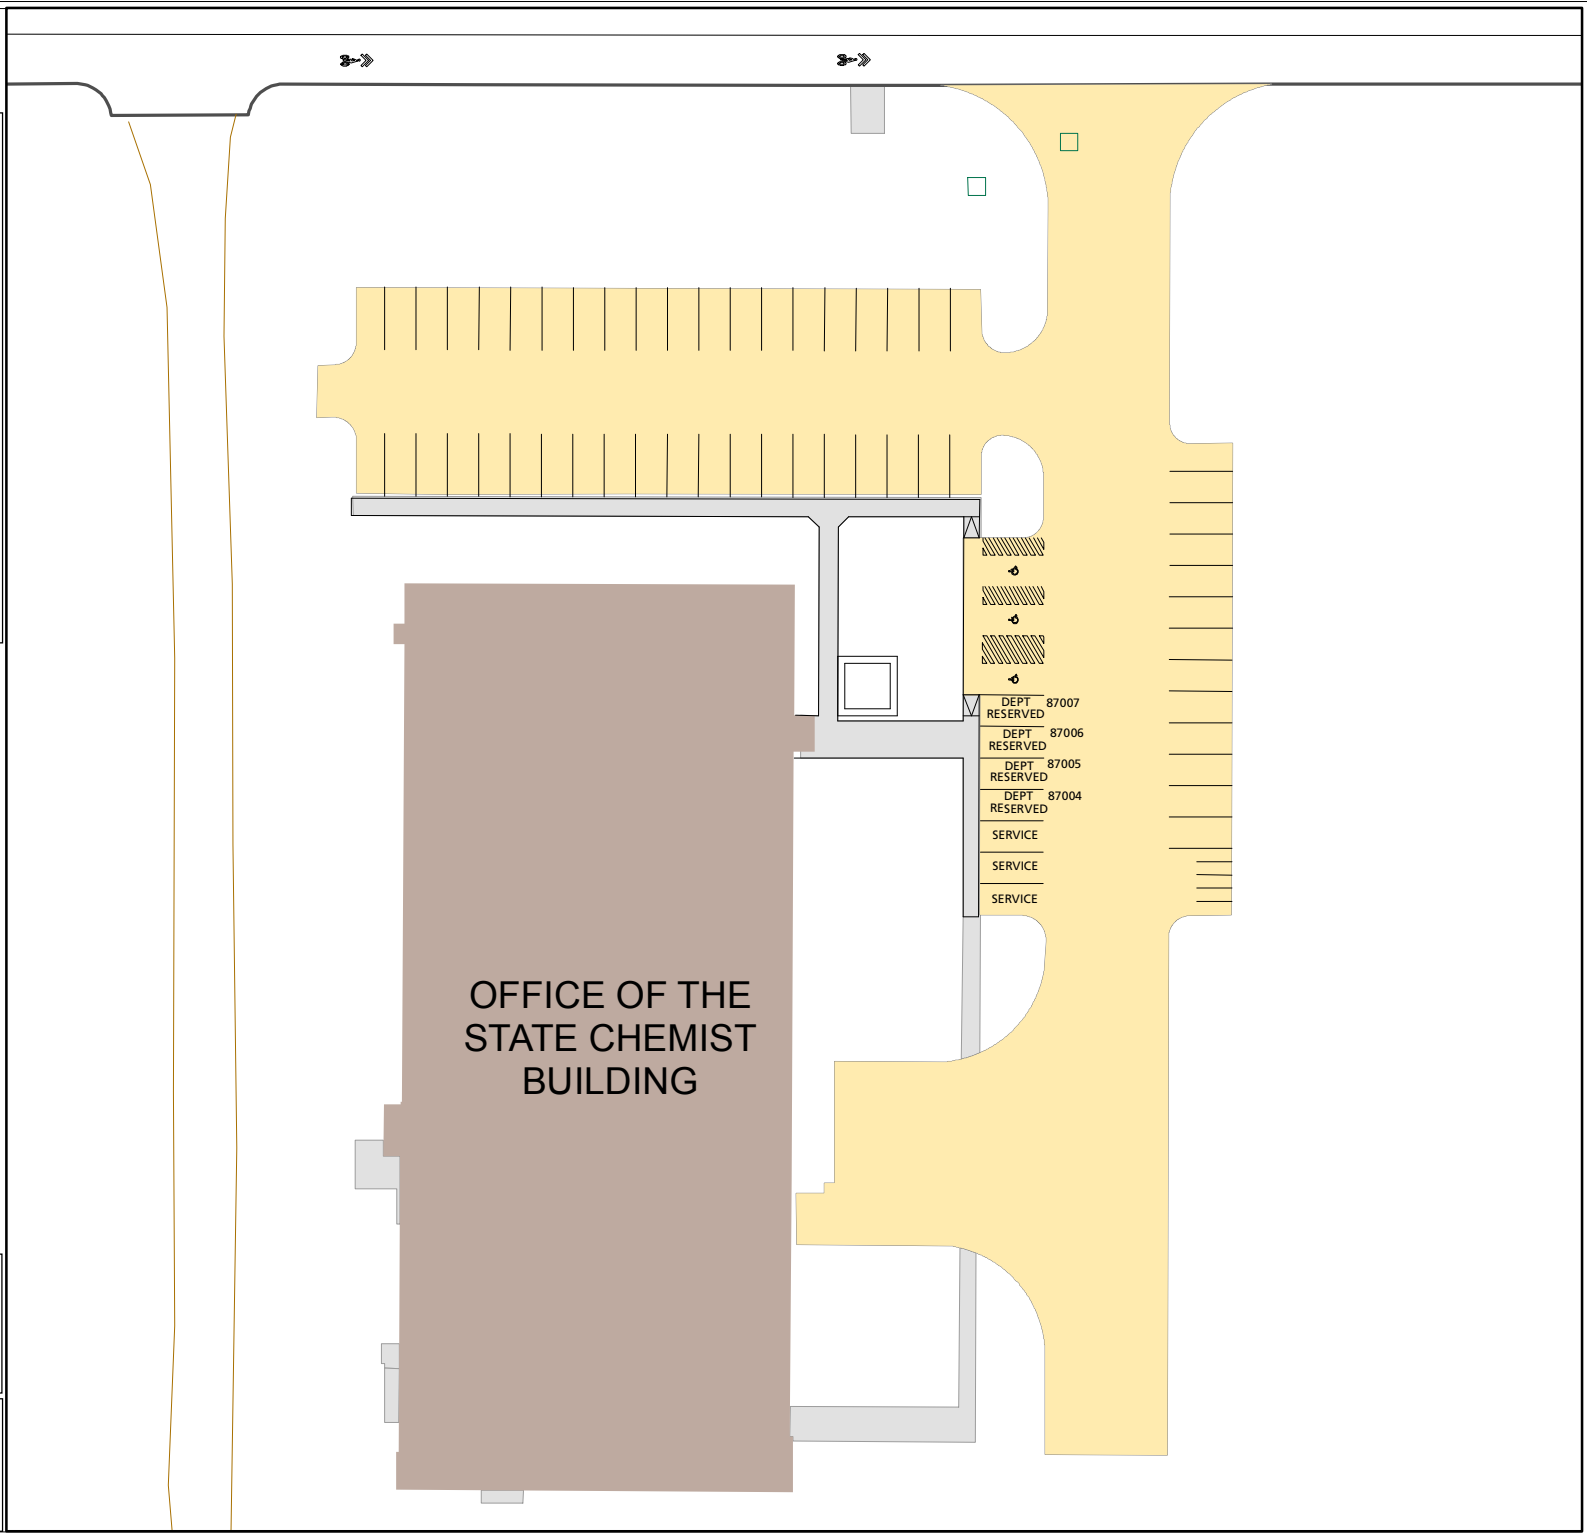 DEPT 87007
RESERVED
DEPT 87006
RESERVED
DEPT 87005
RESERVED
DEPT 87004
RESERVED
SERVICE
SERVICE
SERVICE
OFFICE OF THE
STATE CHEMIST
BUILDING